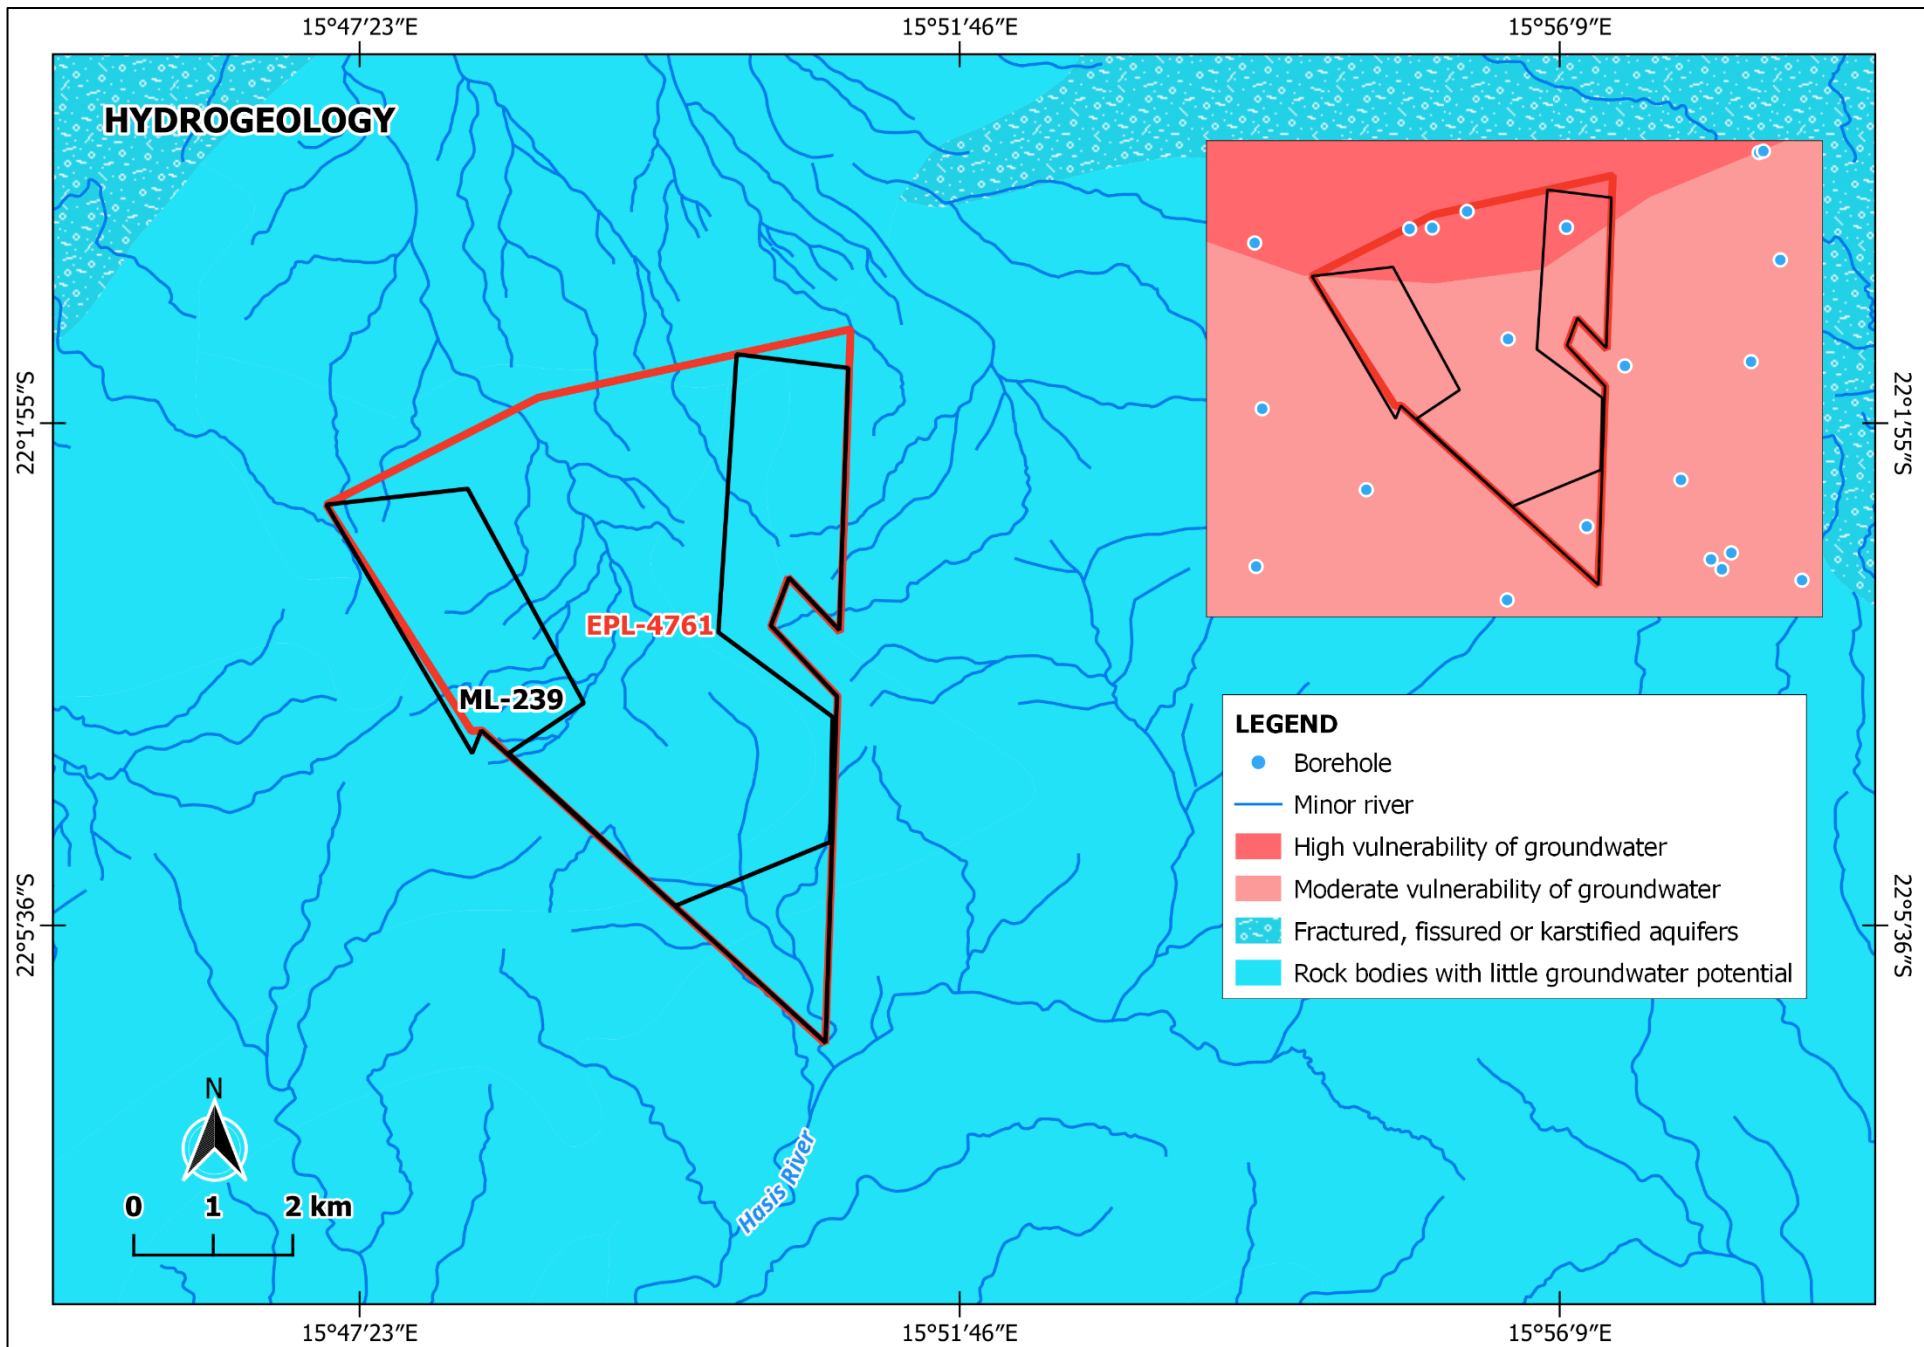 15°47′23″E
15°51′46″E
15°56′9″E
HYDROGEOLOGY
22°1′55″S
22°1′55″S
EPL-4761
ML-239
LEGEND
Borehole
Minor river
High vulnerability of groundwater
Moderate vulnerability of groundwater
Fractured, fissured or karstified aquifers
Rock bodies with little groundwater potential
22°5′36″S
22°5′36″S
N
0 1 2 km
Hasis River
15°47′23″E
15°51′46″E
15°56′9″E